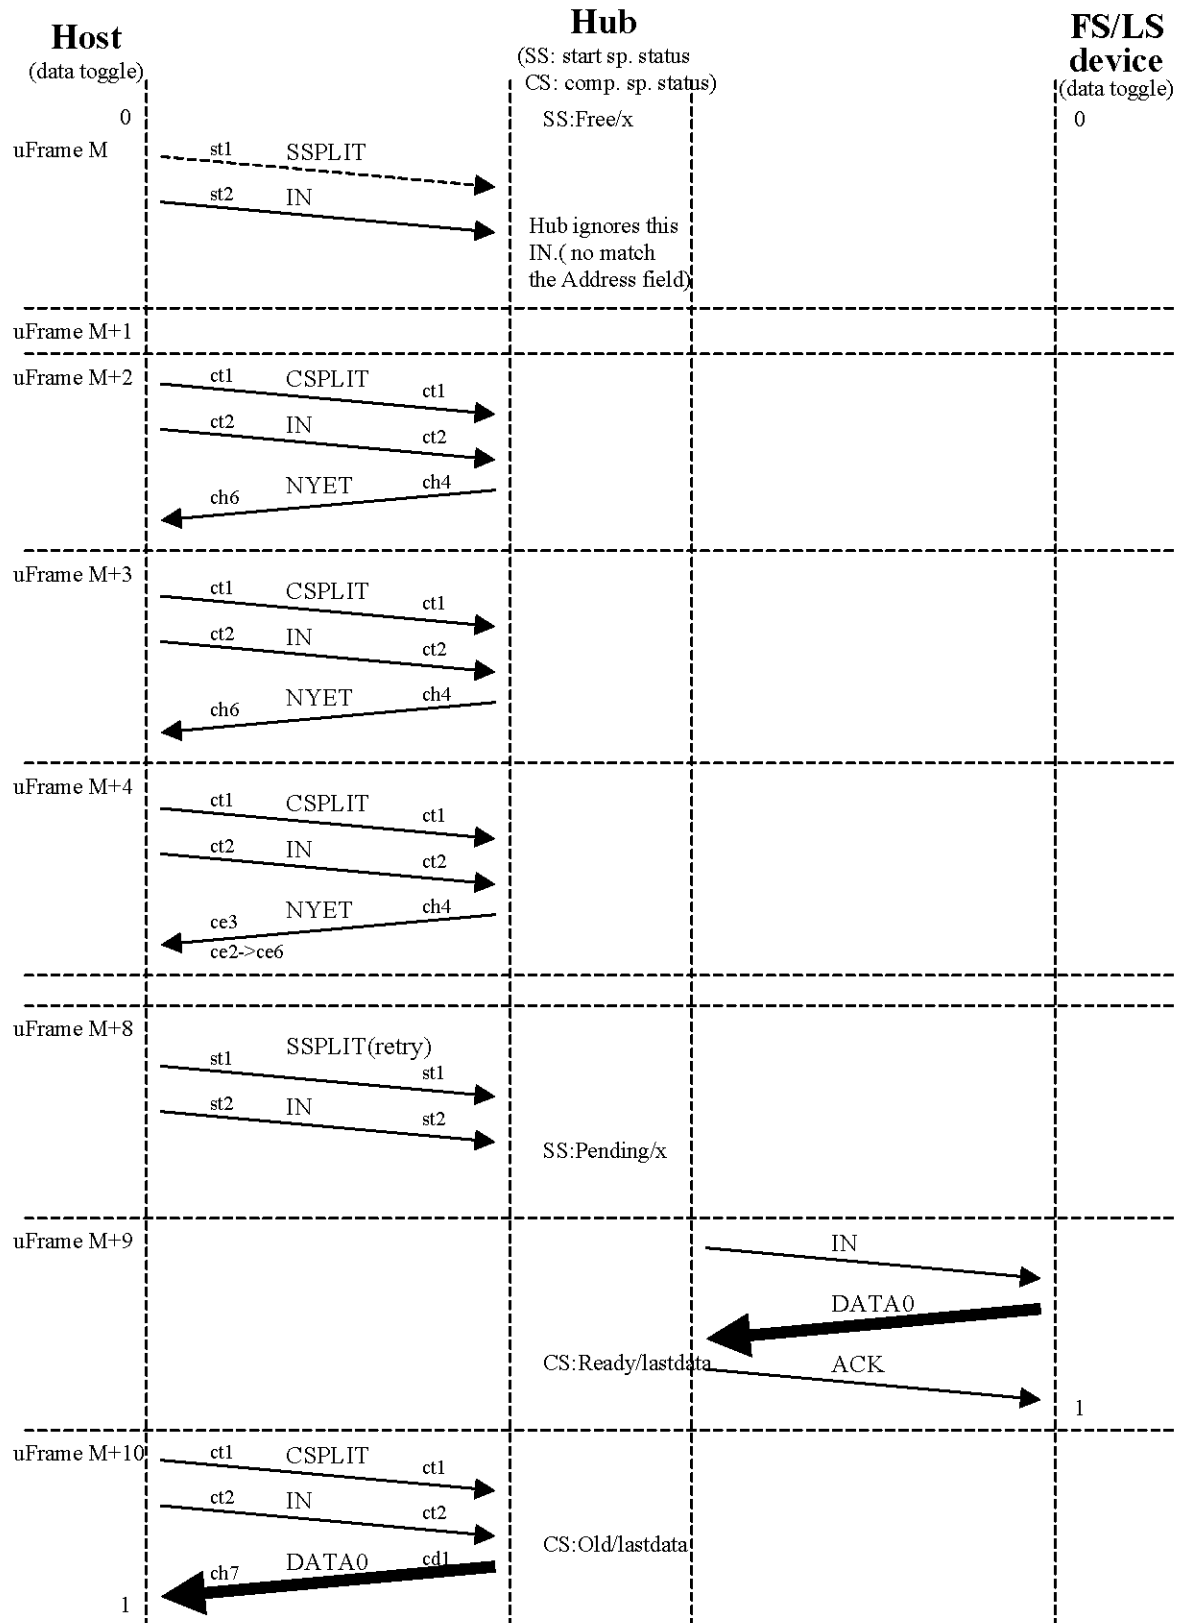 Host
(data toggle)
Hub
(SS: start sp. status
CS: comp. sp. status)
FS/LS
device
(data toggle)
0
SS:Free/x
0
uFrame M
st1 SSPLIT
st2 IN
Hub ignores this
IN.( no match
the Address field)
uFrame M+1
uFrame M+2
ct1 CSPLIT ct1
ct2 IN ct2
ch6 NYET ch4
uFrame M+3
ct1 CSPLIT ct1
ct2 IN ct2
ch6 NYET ch4
uFrame M+4
ct1 CSPLIT ct1
ct2 IN ct2
ce3 NYET ch4
ce2->ce6
uFrame M+8
SSPLIT(retry)
st1 st1
st2 IN st2
SS:Pending/x
uFrame M+9
IN
DATA0
CS:Ready/lastdata
ACK
1
uFrame M+10
ct1 CSPLIT ct1
ct2 IN ct2
CS:Old/lastdata
ch7 DATA0 cd1
1